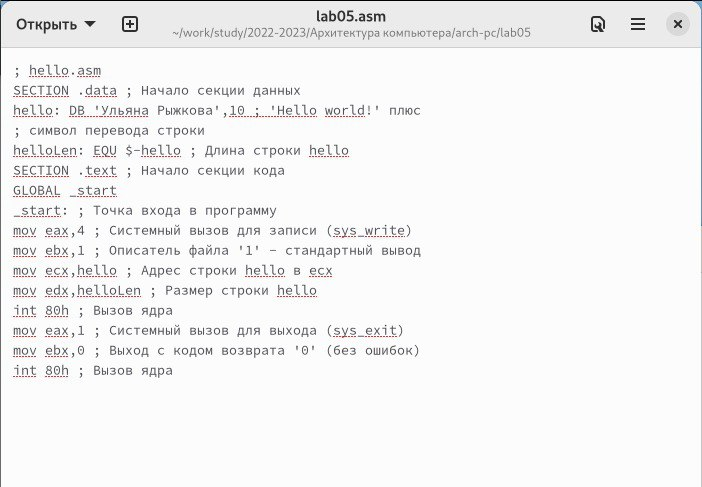 Открыть
lab05.asm
~/work/study/2022-2023/Архитектура компьютера/arch-pc/lab05
; hello.asm
SECTION .data ; Начало секции данных
hello: DB 'Ульяна Рыжкова',10 ; 'Hello world!' плюс
; символ перевода строки
helloLen: EQU $-hello ; Длина строки hello
SECTION .text ; Начало секции кода
GLOBAL _start
_start: ; Точка входа в программу
mov eax,4 ; Системный вызов для записи (sys_write)
mov ebx,1 ; Описатель файла '1' - стандартный вывод
mov ecx,hello ; Адрес строки hello в ecx
mov edx,helloLen ; Размер строки hello
int 80h ; Вызов ядра
mov eax,1 ; Системный вызов для выхода (sys_exit)
mov ebx,0 ; Выход с кодом возврата '0' (без ошибок)
int 80h ; Вызов ядра